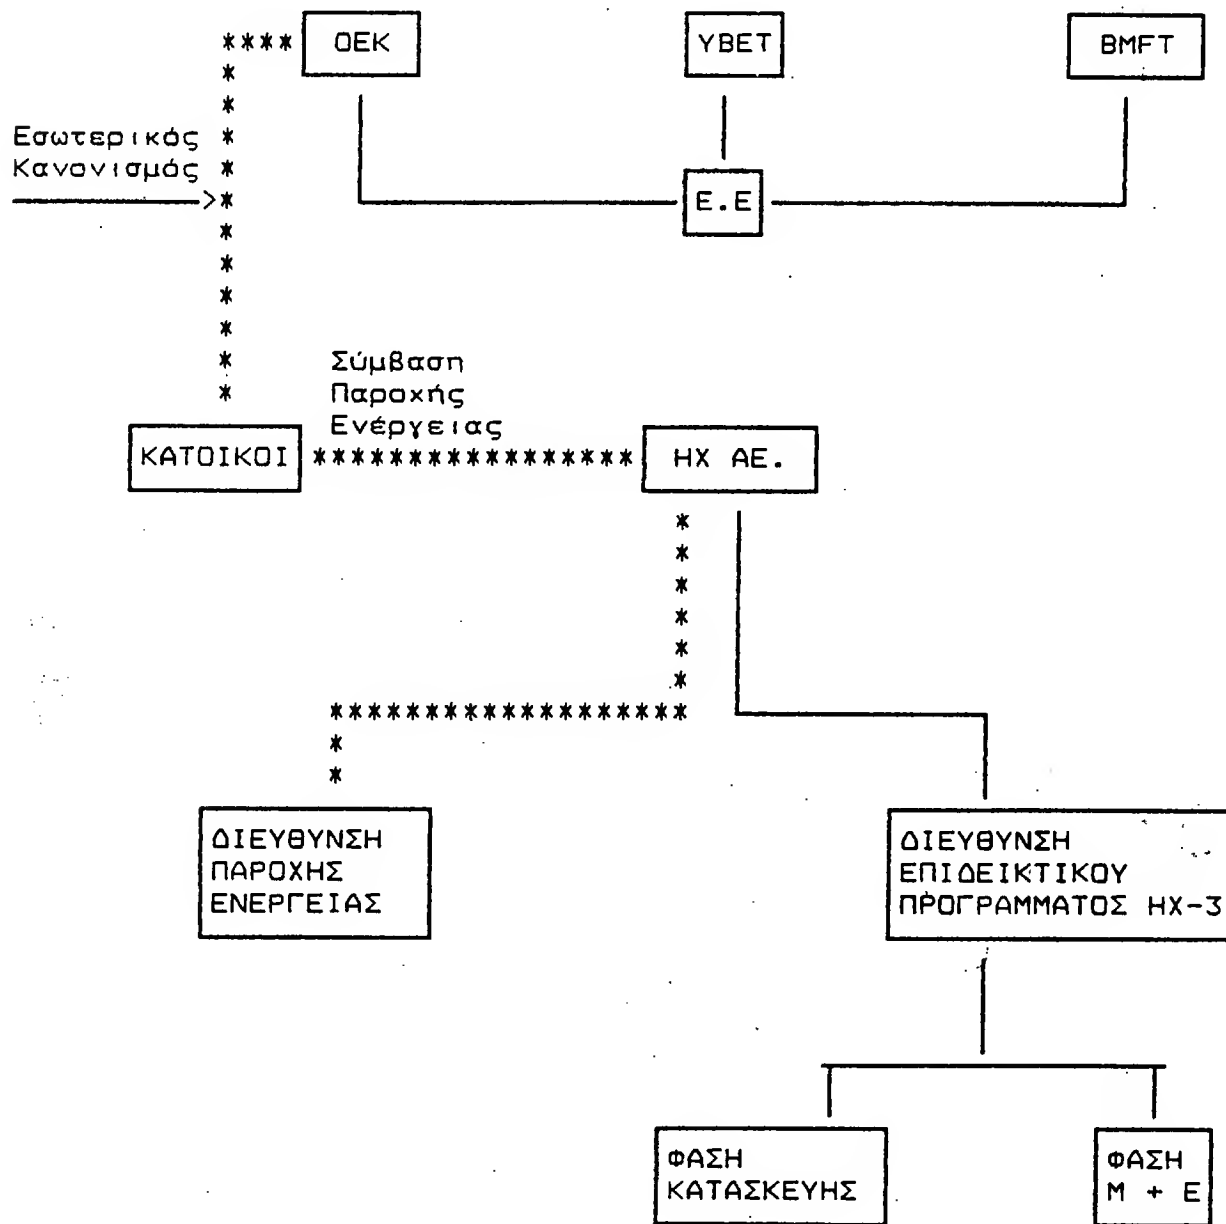 ΟΕΚ
ΥΒΕΤ
BMFT
Εσωτερικός
Κανονισμός
Ε.Ε
Σύμβαση
Παροχής
Ενέργειας
ΚΑΤΟΙΚΟΙ
ΗΧ ΑΕ.
ΔΙΕΥΘΥΝΣΗ
ΠΑΡΟΧΗΣ
ΕΝΕΡΓΕΙΑΣ
ΔΙΕΥΘΥΝΣΗ
ΕΠΙΔΕΙΚΤΙΚΟΥ
ΠΡΟΓΡΑΜΜΑΤΟΣ ΗΧ-3
ΦΑΣΗ
ΚΑΤΑΣΚΕΥΗΣ
ΦΑΣΗ
Μ + Ε